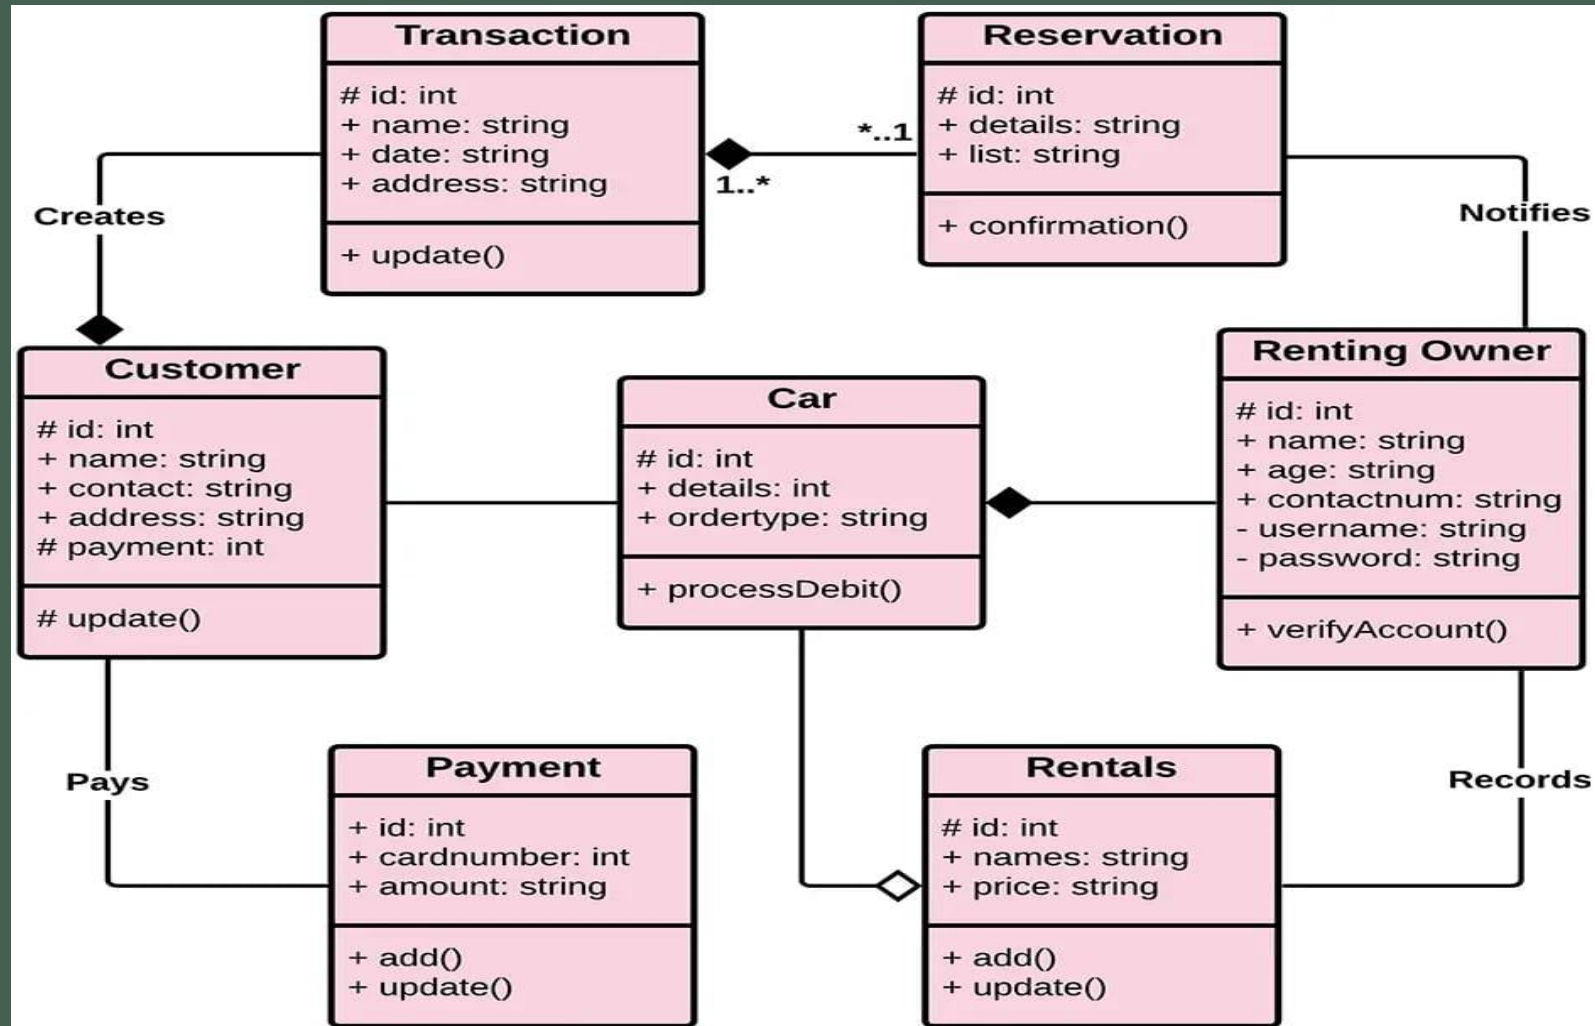 Transaction
# id: int
+ name: string
+ date: string
+ address: string
+ update()
*..1
1..*
Reservation
# id: int
+ details: string
+ list: string
+ confirmation()
Creates
Notifies
Customer
# id: int
+ name: string
+ contact: string
+ address: string
# payment: int
# update()
Car
# id: int
+ details: int
+ ordertype: string
+ processDebit()
Renting Owner
# id: int
+ name: string
+ age: string
+ contactnum: string
- username: string
- password: string
+ verifyAccount()
Pays
Payment
+ id: int
+ cardnumber: int
+ amount: string
+ add()
+ update()
Rentals
# id: int
+ names: string
+ price: string
+ add()
+ update()
Records